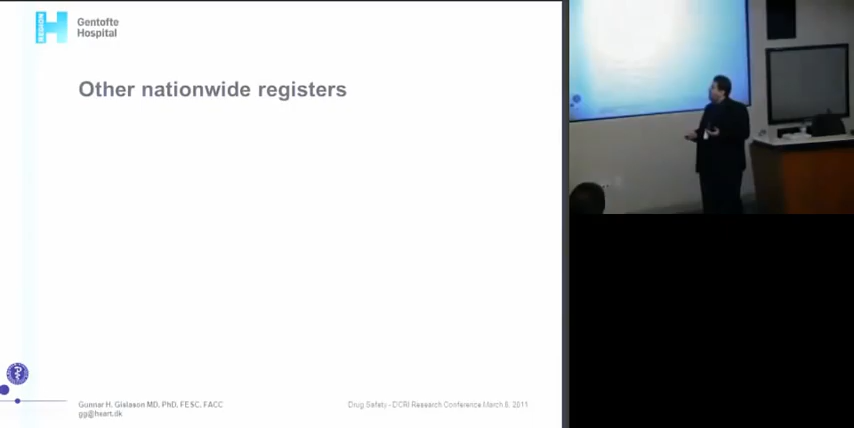 REGION
Gentofte
Hospital
Other nationwide registers
Gunnar H. Gislason MD, PhD, FESC, FACC
gg@heart.dk
Drug Safety - DCRI Research Conference March 8, 2011